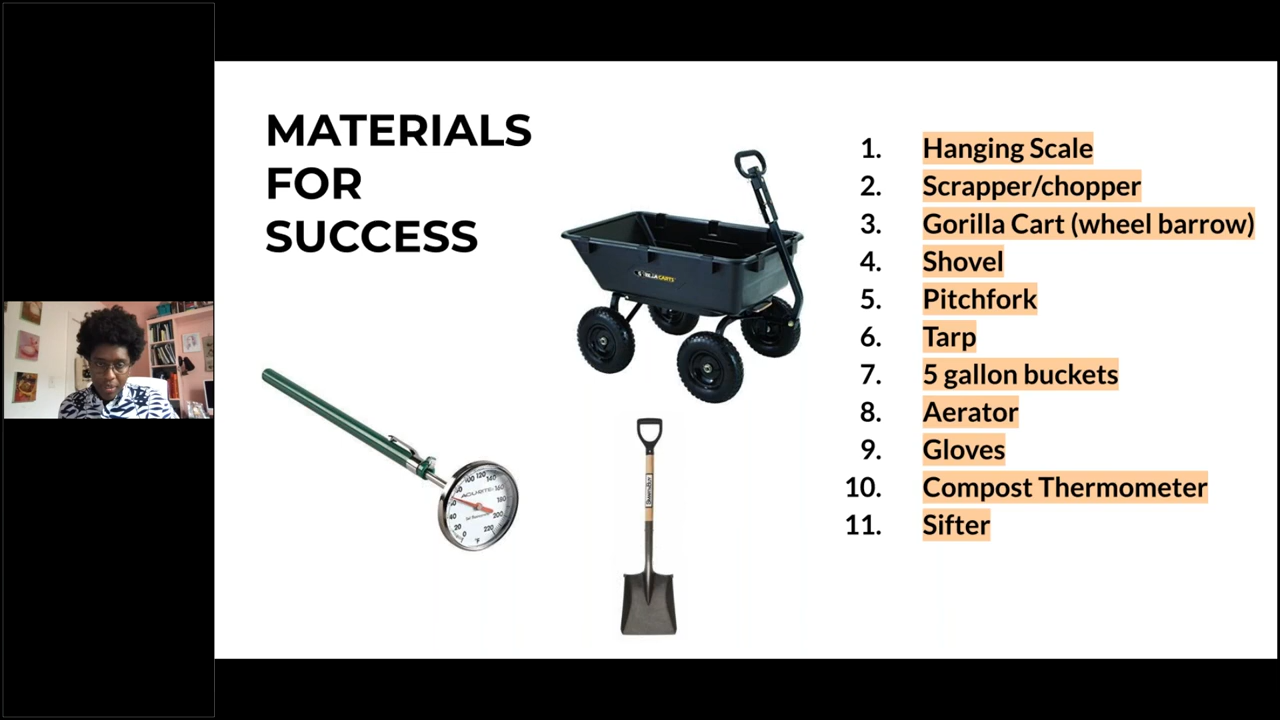 MATERIALS
FOR
SUCCESS
1. Hanging Scale
2. Scrapper/chopper
3. Gorilla Cart (wheel barrow)
4. Shovel
5. Pitchfork
6. Tarp
7. 5 gallon buckets
8. Aerator
9. Gloves
10. Compost Thermometer
11. Sifter